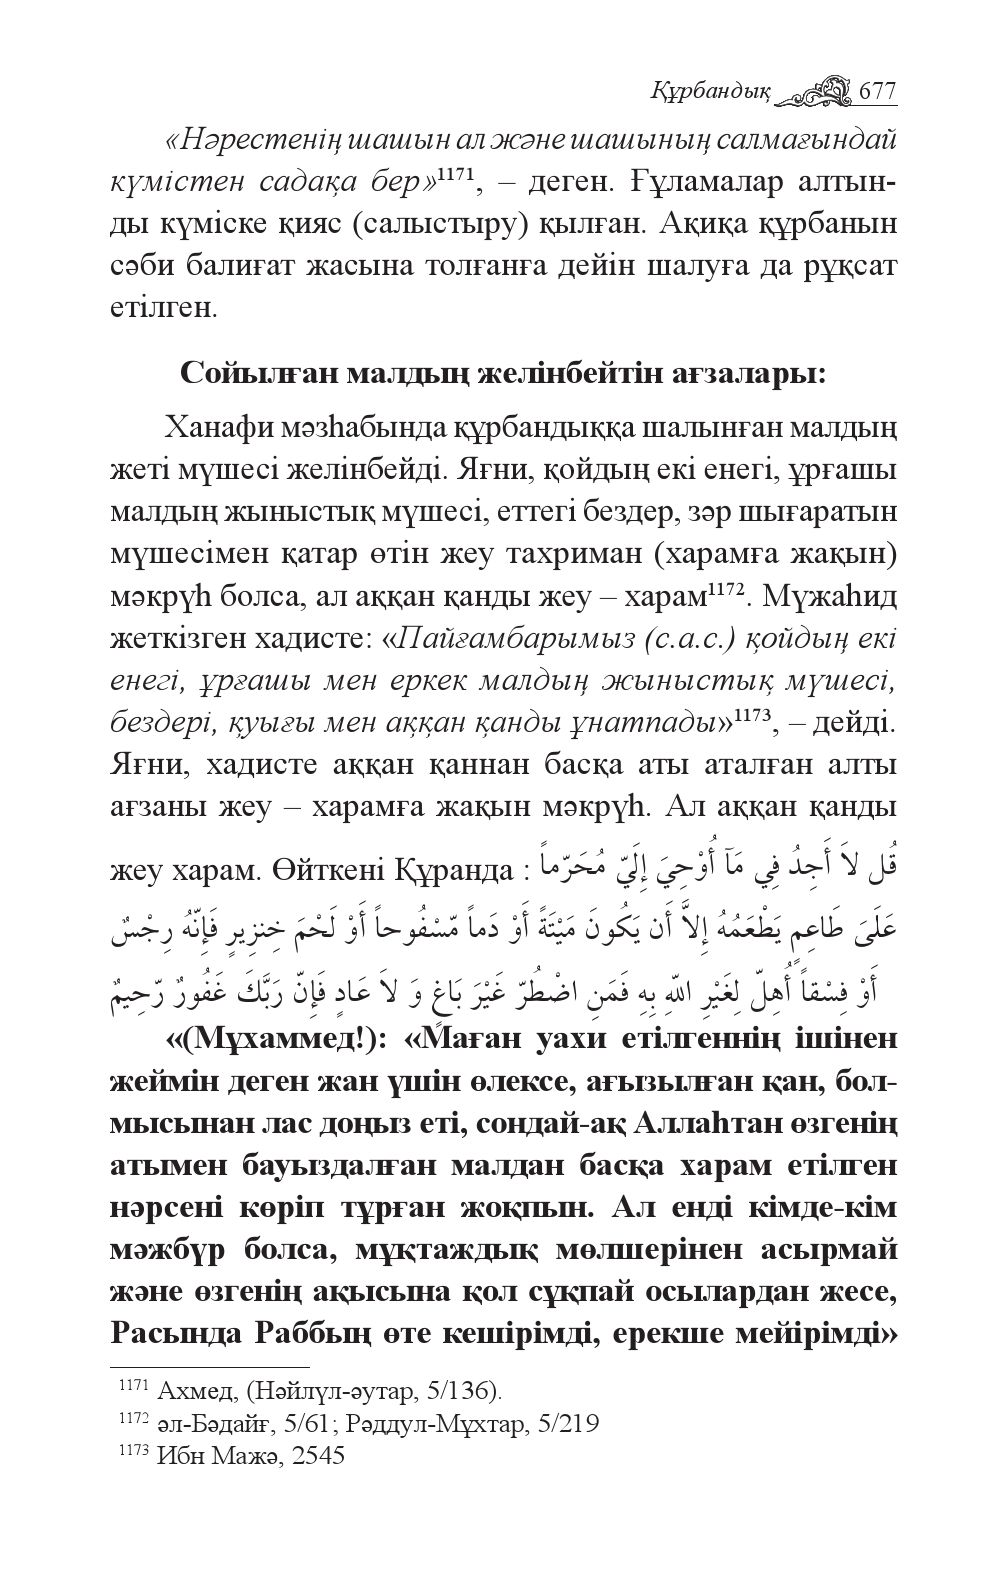 Құрбандық 677
«Нәрестенің шашын ал және шашының салмағындай
күмістен садақа бер»1171, – деген. Ғұламалар алтын-
ды күміске қияс (салыстыру) қылған. Ақиқа құрбанын
сәби балиғат жасына толғанға дейін шалуға да рұқсат
етілген.
Сойылған малдың желінбейтін ағзалары:
Ханафи мәзһабында құрбандыққа шалынған малдың
жеті мүшесі желінбейді. Яғни, қойдың екі енегі, ұрғашы
малдың жыныстық мүшесі, еттегі бездер, зәр шығаратын
мүшесімен қатар өтін жеу тахриман (харамға жақын)
мәкрүһ болса, ал аққан қанды жеу – харам1172. Мүжаһид
жеткізген хадисте: «Пайғамбарымыз (с.а.с.) қойдың екі
енегі, ұрғашы мен еркек малдың жыныстық мүшесі,
бездері, қуығы мен аққан қанды ұнатпады»1173, – дейді.
Яғни, хадисте аққан қаннан басқа аты аталған алты
ағзаны жеу – харамға жақын мәкрүһ. Ал аққан қанды
жеу харам. Өйткені Құранда : قُل لاَ أَجِدُ فِي مَآ أُوْحِيَ إِلَيّ مُحَرّماً
عَلَىَ طَاعِمٍ يَطْعَمُهُ إِلاَّ أَن يَكُونَ مَيْتَةً أَوْ دَماً مّسْفُوحاً أَوْ لَحْمَ خِنزِيرٍ فَإِنّهُ رِجْسٌ
أَوْ فِسْقاً أُهِلّ لِغَيْرِ اللّهِ بِهِ فَمَنِ اضْطُرّ غَيْرَ بَاغٍ وَ لاَ عَادٍ فَإِنّ رَبَّكَ غَفُورٌ رّحِيمٌ
«(Мұхаммед!): «Маған уахи етілгеннің ішінен
жеймін деген жан үшін өлексе, ағызылған қан, бол-
мысынан лас доңыз еті, сондай-ақ Аллаһтан өзгенің
атымен бауыздалған малдан басқа харам етілген
нәрсені көріп тұрған жоқпын. Ал енді кімде-кім
мәжбүр болса, мұқтаждық мөлшерінен асырмай
және өзгенің ақысына қол сұқпай осылардан жесе,
Расында Раббың өте кешірімді, ерекше мейірімді»
1171 Ахмед, (Нәйлүл-әутар, 5/136).
1172 әл-Бәдайғ, 5/61; Рәддул-Мұхтар, 5/219
1173 Ибн Мажә, 2545